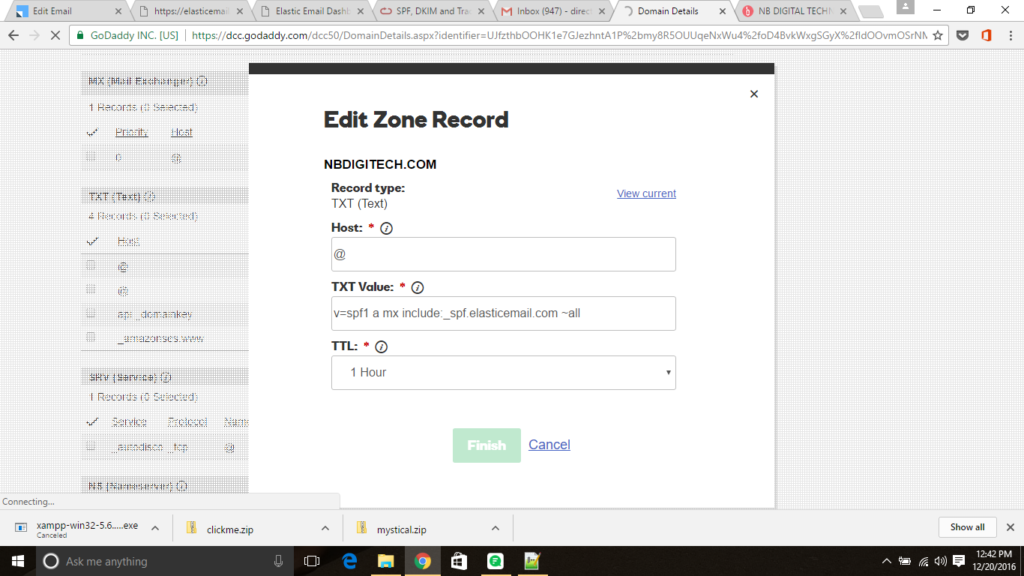 Edit Email
https://elasticemail
Elastic Email Dashb
SPF, DKIM and Tra
Inbox (947) - direc
Domain Details
NB DIGITAL TECHN
GoDaddy INC. [US]
https://dcc.godaddy.com/dcc50/DomainDetails.aspx?identifier=UJfzthbOOHK1e7GJezhntA1P%2bmy8R5OUUqeNxWu4%2foD4BvkWxgSGyX%2fIdOOvmOSrNM
MX (Mail Exchanger)
1 Records (0 Selected)
Priority Host
0 @
TXT (Text)
4 Records (0 Selected)
Host
@
@
api._domainkey
_amazonses.www
SRV (Service)
1 Records (0 Selected)
Service Protocol Name
_autodisco _tcp @
NS (Nameserver)
×
Edit Zone Record
NBDIGITECH.COM
Record type:
TXT (Text)
View current
Host: *
@
TXT Value: *
v=spf1 a mx include:_spf.elasticemail.com ~all
TTL: *
1 Hour
Finish Cancel
Connecting...
xampp-win32-5.6.....exe
Canceled
clickme.zip
mystical.zip
Show all
Ask me anything
12:42 PM
12/20/2016